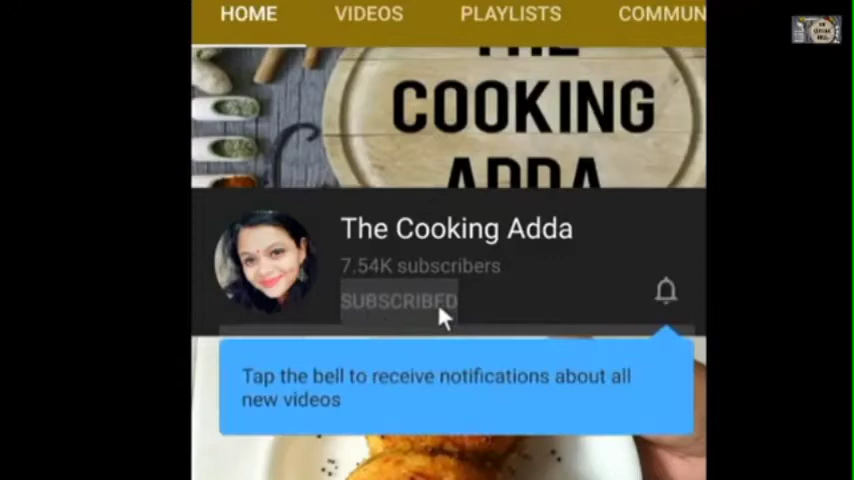 HOME VIDEOS PLAYLISTS COMMUN
THE
COOKING
ADDA
The Cooking Adda
7.54K subscribers
SUBSCRIBED
Tap the bell to receive notifications about all
new videos